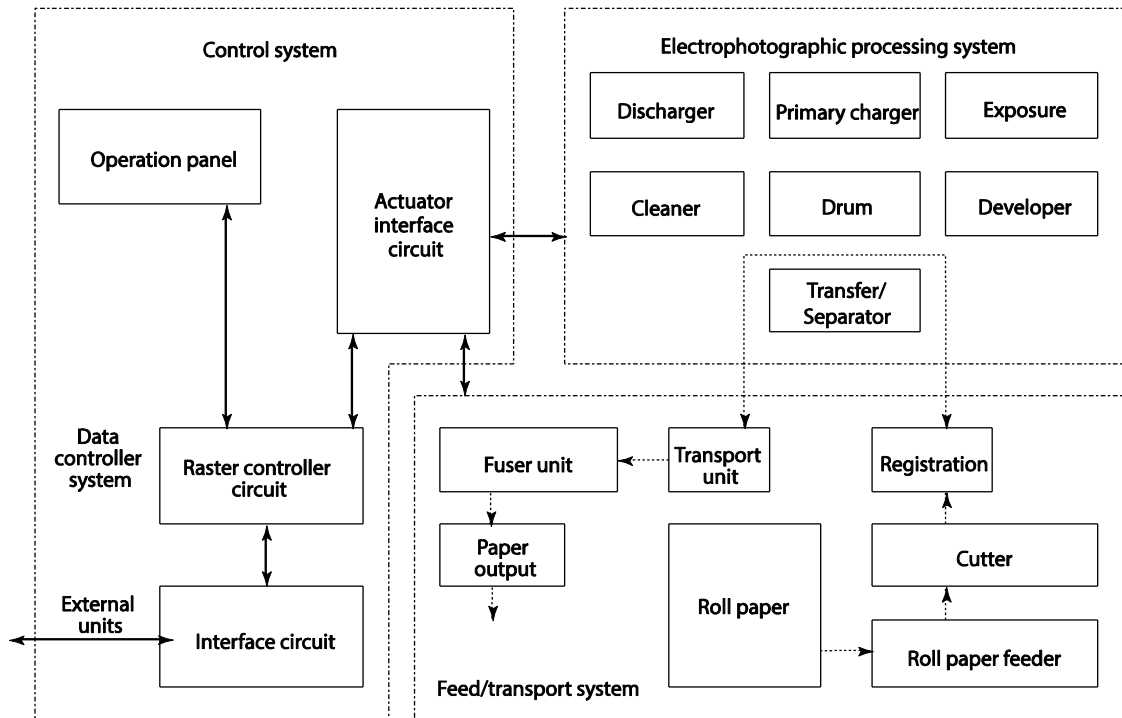 Control system
Operation panel
Actuator
interface
circuit
Data
controller
system
Raster controller
circuit
External
units
Interface circuit
Electrophotographic processing system
Discharger
Primary charger
Exposure
Cleaner
Drum
Developer
Transfer/
Separator
Fuser unit
Transport
unit
Registration
Paper
output
Roll paper
Cutter
Roll paper feeder
Feed/transport system